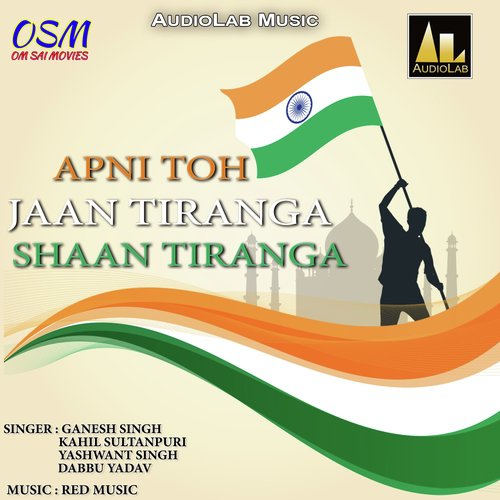 AUDIOLAB MUSIC
OSM
OM SAI MOVIES
AL
AUDIOLAB
APNI TOH
JAAN TIRANGA
SHAAN TIRANGA
SINGER : GANESH SINGH
KAHIL SULTANPURI
YASHWANT SINGH
DABBU YADAV
MUSIC : RED MUSIC